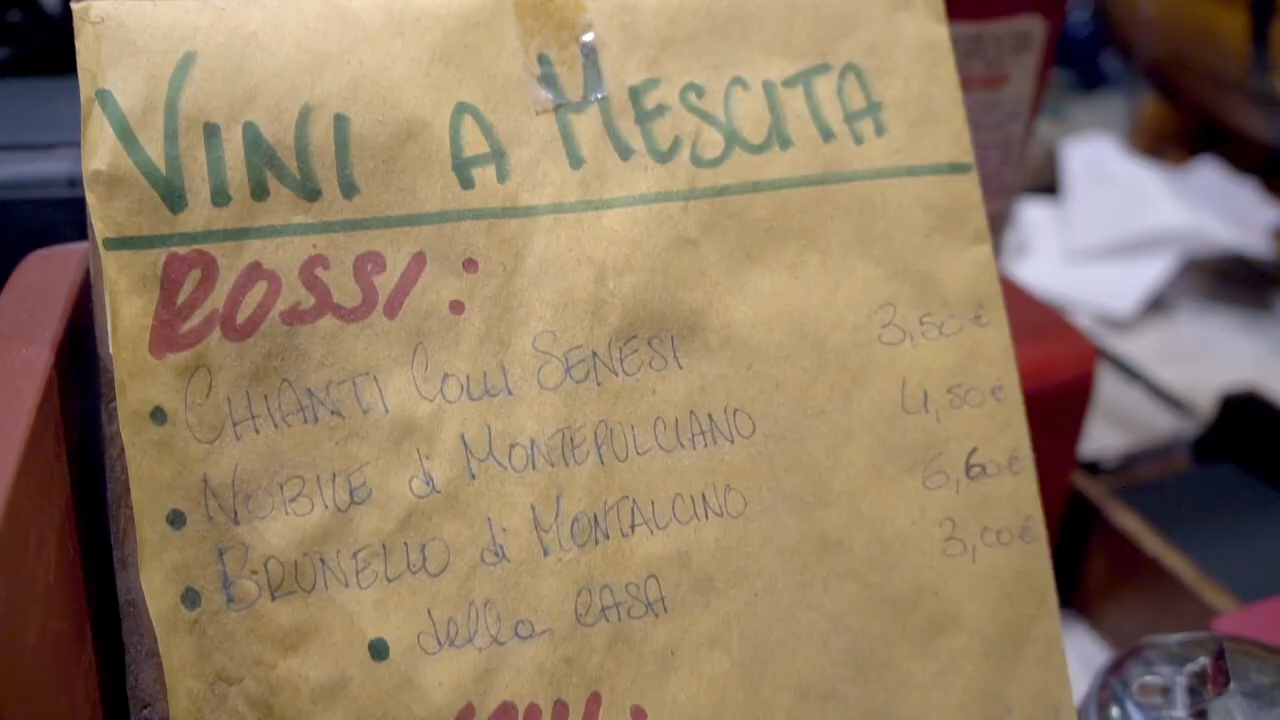 VINI A MESCITA
ROSSI:
• CHIANTI Colli SENESI 3,50€
• NOBILE di MONTEPULCIANO 4,50€
• BRUNELLO di MONTALCINO 6,60€
• della CASA 3,00€